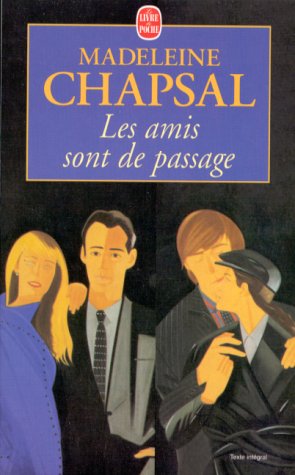 LE LIVRE
DE
POCHE
MADELEINE
CHAPSAL
Les amis
sont de passage
Texte intégral